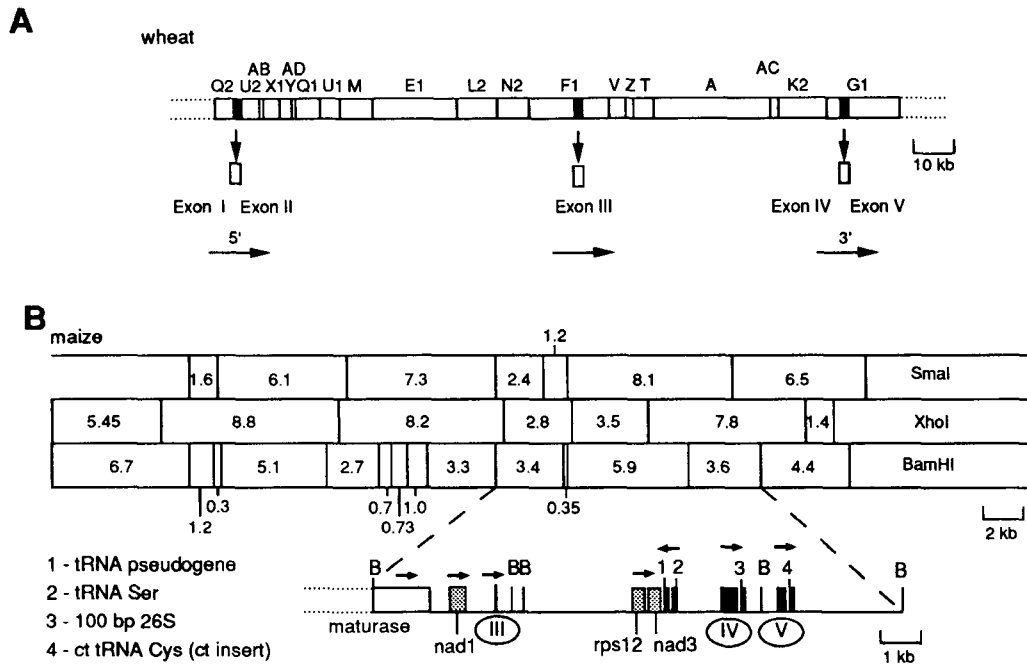 A
wheat
AB AD AC
Q2 U2 X1 Y Q1 U1 M E1 L2 N2 F1 V Z T A K2 G1
10 kb
Exon I Exon II Exon III Exon IV Exon V
5' 3'
B
maize
1.2
1.6 6.1 7.3 2.4 8.1 6.5 SmaI
5.45 8.8 8.2 2.8 3.5 7.8 1.4 XhoI
6.7 5.1 2.7 3.3 3.4 5.9 3.6 4.4 BamHI
0.3 0.7 1.0 0.35
1.2 0.73
2 kb
1 - tRNA pseudogene
2 - tRNA Ser
3 - 100 bp 26S
4 - ct tRNA Cys (ct insert)
B B B 1 2 3 B 4 B
maturase III IV V
nad1 rps12 nad3
1 kb